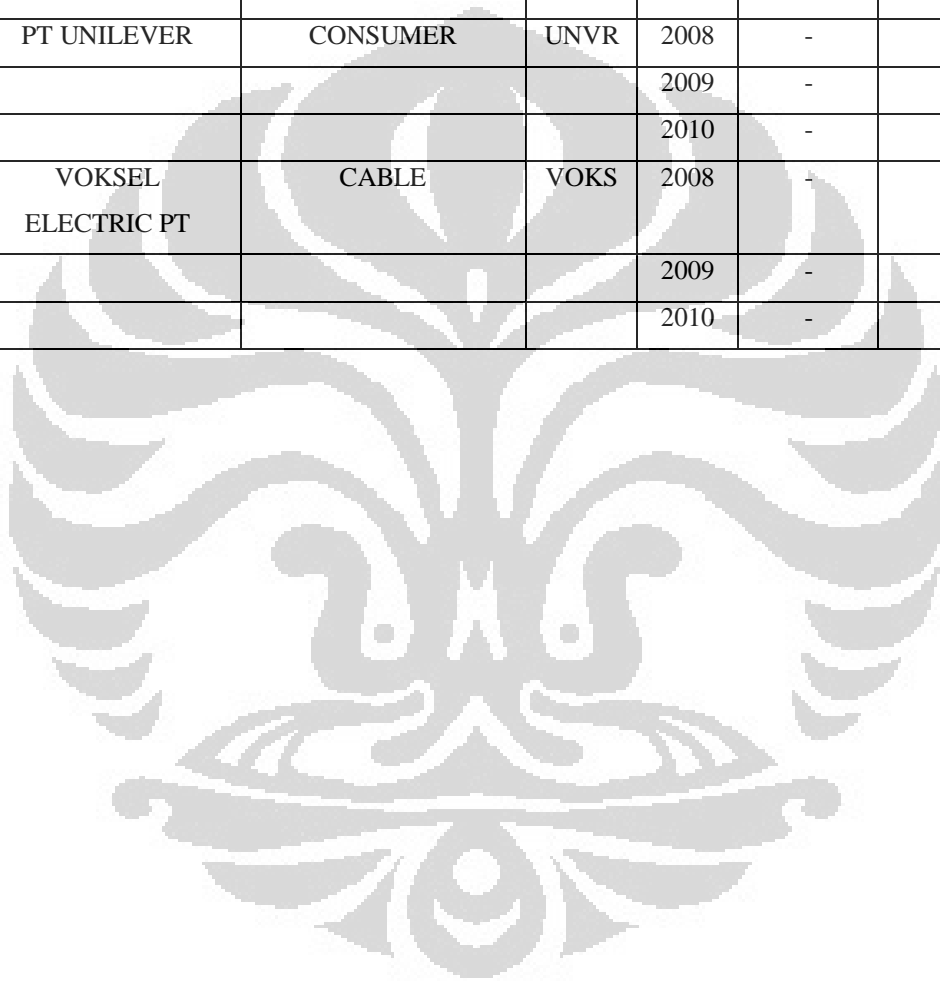 PT UNILEVER CONSUMER UNVR 2008 -
2009 -
2010 -
VOKSEL CABLE VOKS 2008 -
ELECTRIC PT
2009 -
2010 -